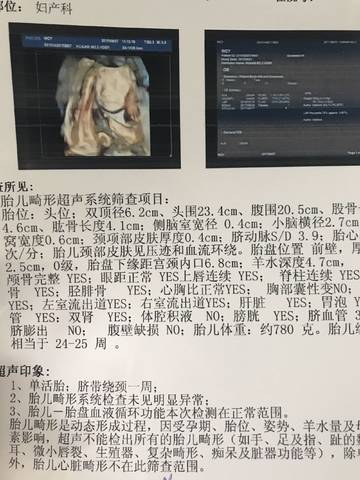 部位: 妇产科
查所见:
胎儿畸形超声系统筛查项目:
胎位: 头位; 双顶径6.2cm、头围23.4cm、腹围20.5cm、股骨
4.6cm、肱骨长度4.1cm; 侧脑室宽径 0.4cm; 小脑横径2.7
窝宽度0.6cm; 颈项部皮肤厚度0.4cm; 脐动脉S/D 3.9; 胎心
次/分; 胎儿颈部皮肤见压迹和血流环绕。胎盘位置 前壁, 厚
2.5cm, 0级, 胎盘下缘距宫颈内口6.8cm; 羊水深度4.7cm,
颅骨完整 YES; 眼距正常 YES上唇连续 YES; 脊柱连续 YES
骨 YES; 胫腓骨 YES; 心胸比正常YES; 胸部囊性变NO;
YES; 左室流出道YES; 右室流出道YES; 肝脏 YES; 胃泡
管 YES; 双肾 YES; 体腔积液 NO; 膀胱 YES; 脐血管 3
脐膨出 NO; 腹壁缺损 NO; 胎儿体重: 约780 克。胎儿
相当于 24-25 周 。
超声印象:
1、单活胎; 脐带绕颈一周;
2、胎儿畸形系统检查未见明显异常;
3、胎儿-胎盘血液循环功能本次检测在正常范围。
胎儿畸形是动态形成过程, 因受孕期、胎位、姿势、羊水量及
素影响, 超声不能检出所有的胎儿畸形(如手、足及指、趾的
耳、微小唇裂、生殖器、复杂畸形、痴呆及脏器功能等), 除
外, 胎儿心脏畸形不在此筛查范围。